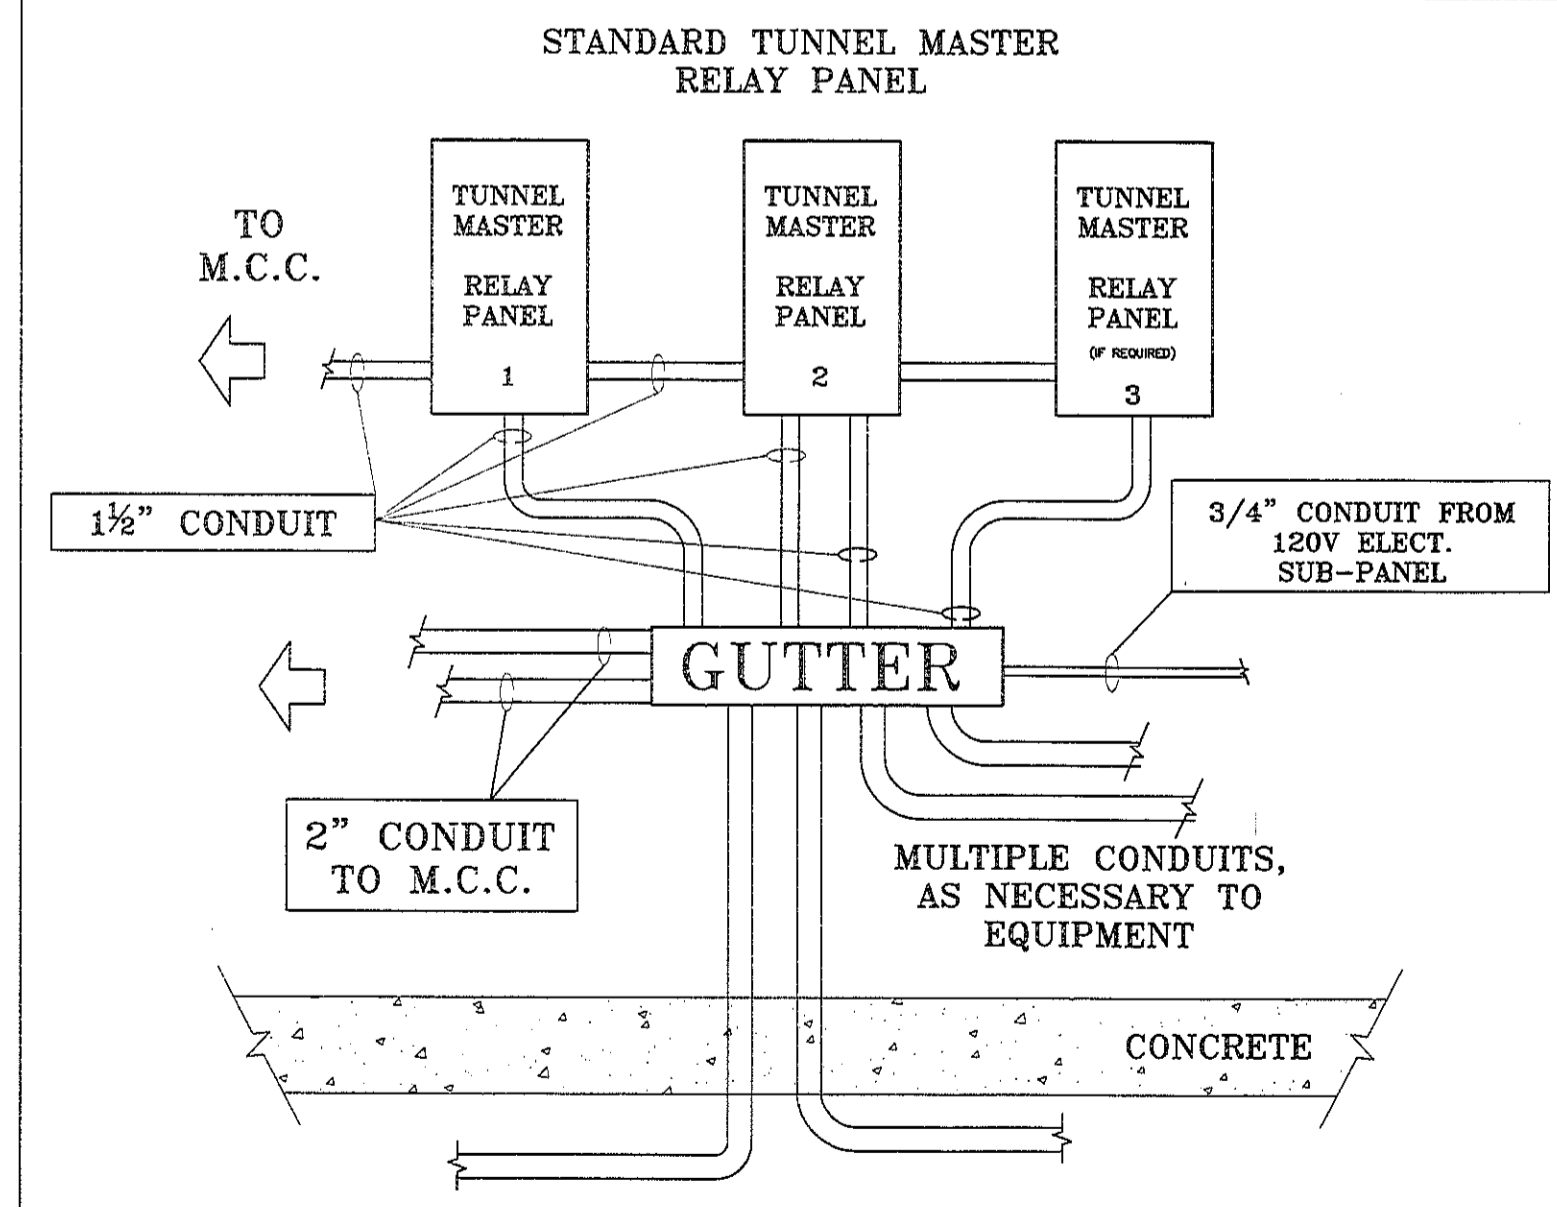 STANDARD TUNNEL MASTER
RELAY PANEL
TO
M.C.C.
TUNNEL
MASTER
RELAY
PANEL
1
TUNNEL
MASTER
RELAY
PANEL
2
TUNNEL
MASTER
RELAY
PANEL
(IF REQUIRED)
3
1½” CONDUIT
3/4” CONDUIT FROM
120V ELECT.
SUB-PANEL
GUTTER
2” CONDUIT
TO M.C.C.
MULTIPLE CONDUITS,
AS NECESSARY TO
EQUIPMENT
CONCRETE